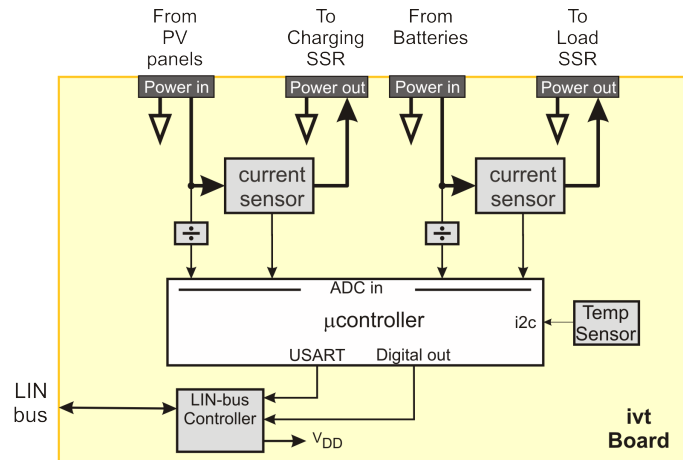 From
PV
panels
To
Charging
SSR
From
Batteries
To
Load
SSR
Power in
Power out
Power in
Power out
current
sensor
current
sensor
÷
÷
ADC in
μcontroller
i2c
Temp
Sensor
USART
Digital out
LIN
bus
LIN-bus
Controller
VDD
ivt
Board